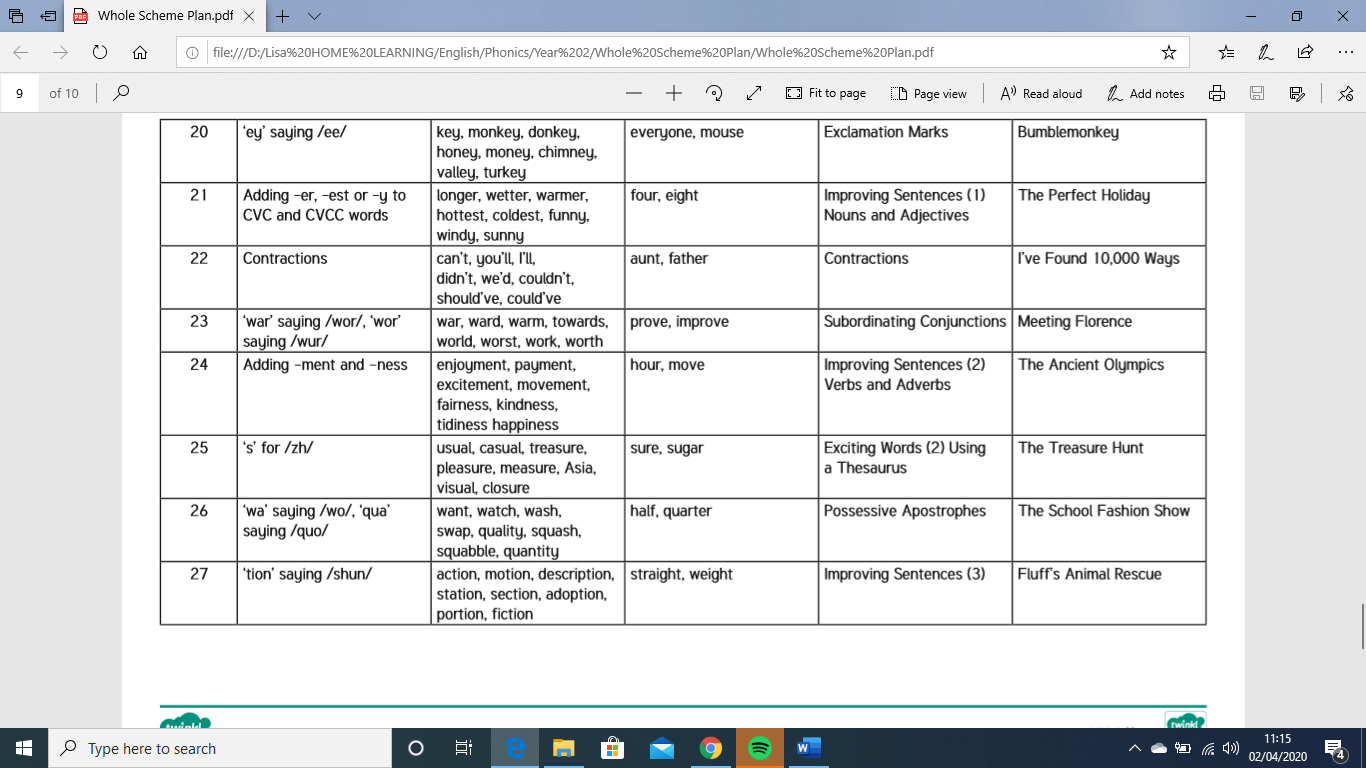 Whole Scheme Plan.pdf
file:///D:/Lisa%20HOME%20LEARNING/English/Phonics/Year%202/Whole%20Scheme%20Plan/Whole%20Scheme%20Plan.pdf
9 of 10 Fit to page Page view Read aloud Add notes
20 ‘ey’ saying /ee/ key, monkey, donkey, everyone, mouse Exclamation Marks Bumblemonkey
honey, money, chimney,
valley, turkey
21 Adding –er, –est or –y to longer, wetter, warmer, four, eight Improving Sentences (1) The Perfect Holiday
CVC and CVCC words hottest, coldest, funny, Nouns and Adjectives
windy, sunny
22 Contractions can’t, you’ll, I’ll, aunt, father Contractions I’ve Found 10,000 Ways
didn’t, we’d, couldn’t,
should’ve, could’ve
23 ‘war’ saying /wor/, ‘wor’ war, ward, warm, towards, prove, improve Subordinating Conjunctions Meeting Florence
saying /wur/ world, worst, work, worth
24 Adding –ment and –ness enjoyment, payment, hour, move Improving Sentences (2) The Ancient Olympics
excitement, movement, Verbs and Adverbs
fairness, kindness,
tidiness happiness
25 ‘s’ for /zh/ usual, casual, treasure, sure, sugar Exciting Words (2) Using The Treasure Hunt
pleasure, measure, Asia, a Thesaurus
visual, closure
26 ‘wa’ saying /wo/, ‘qua’ want, watch, wash, half, quarter Possessive Apostrophes The School Fashion Show
saying /quo/ swap, quality, squash,
squabble, quantity
27 ‘tion’ saying /shun/ action, motion, description, straight, weight Improving Sentences (3) Fluff’s Animal Rescue
station, section, adoption,
portion, fiction
twinkl twinkl
Type here to search 11:15
02/04/2020 4